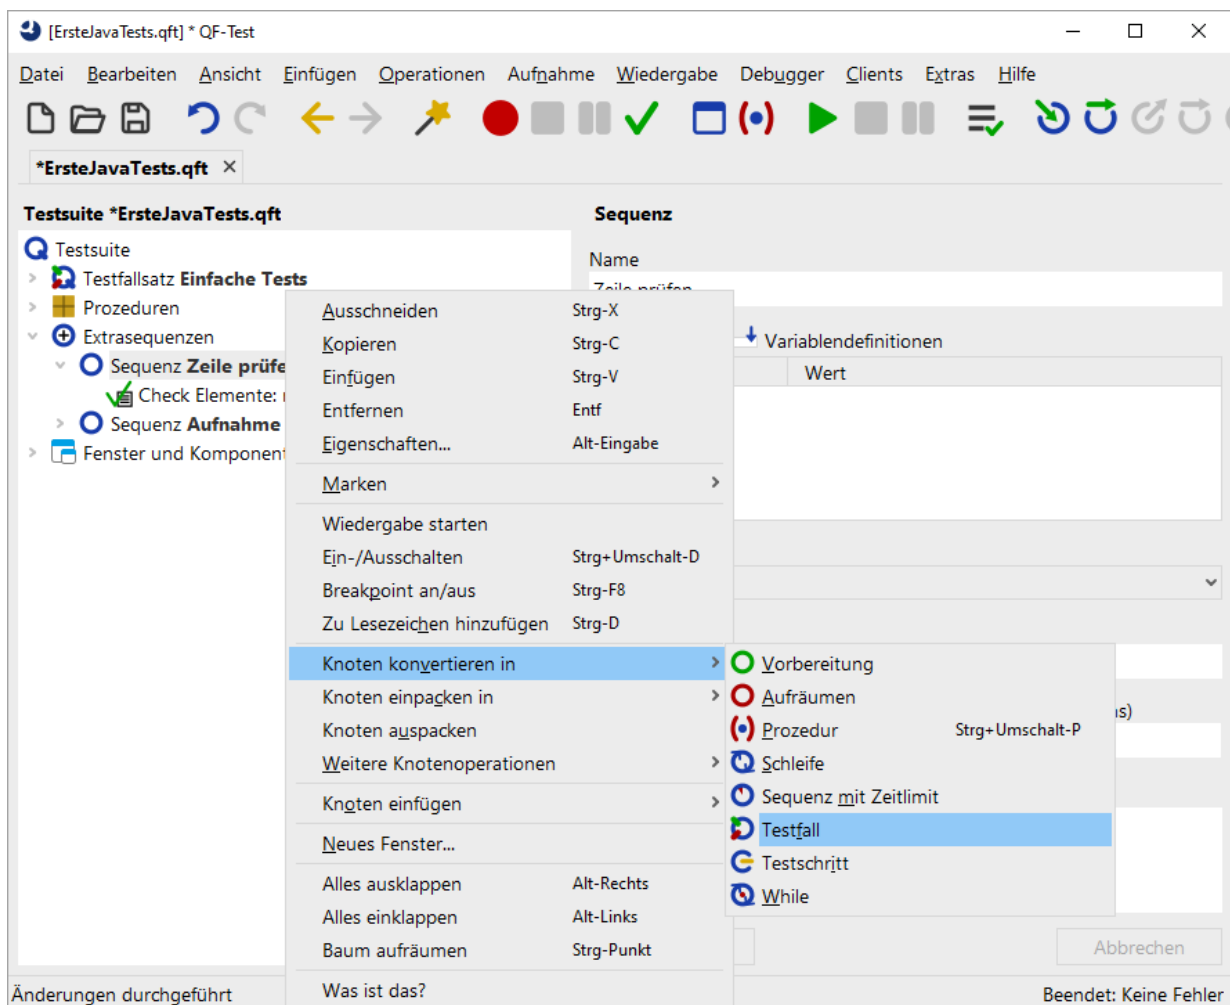 [ErsteJavaTests.qft] * QF-Test
Datei Bearbeiten Ansicht Einfügen Operationen Aufnahme Wiedergabe Debugger Clients Extras Hilfe
*ErsteJavaTests.qft
Testsuite *ErsteJavaTests.qft
Testsuite
Testfallsatz Einfache Tests
Prozeduren
Extrasequenzen
Sequenz Zeile prüfe
Check Elemente:
Sequenz Aufnahme
Fenster und Komponent
Sequenz
Name
Zeile prüfen
Variablendefinitionen
Wert
Ausschneiden Strg-X
Kopieren Strg-C
Einfügen Strg-V
Entfernen Entf
Eigenschaften... Alt-Eingabe
Marken
Wiedergabe starten
Ein-/Ausschalten Strg+Umschalt-D
Breakpoint an/aus Strg-F8
Zu Lesezeichen hinzufügen Strg-D
Knoten konvertieren in
Knoten einpacken in
Knoten auspacken
Weitere Knotenoperationen
Knoten einfügen
Neues Fenster...
Alles ausklappen Alt-Rechts
Alles einklappen Alt-Links
Baum aufräumen Strg-Punkt
Was ist das?
Vorbereitung
Aufräumen
Prozedur Strg+Umschalt-P
Schleife
Sequenz mit Zeitlimit
Testfall
Testschritt
While
Abbrechen
Änderungen durchgeführt
Beendet: Keine Fehler